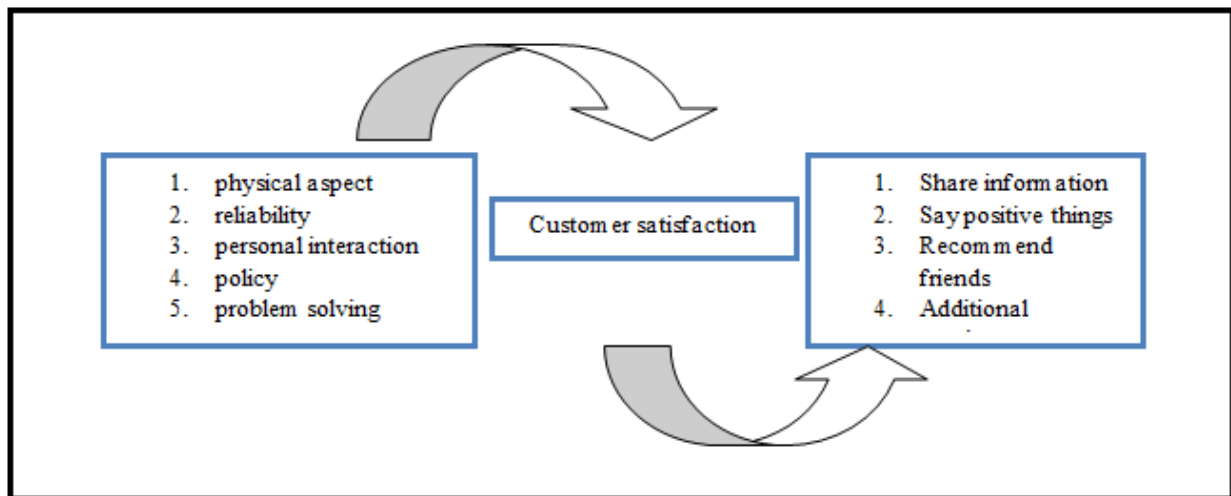 1. physical aspect
2. reliability
3. personal interaction
4. policy
5. problem solving
Customer satisfaction
1. Share information
2. Say positive things
3. Recommend
friends
4. Additional